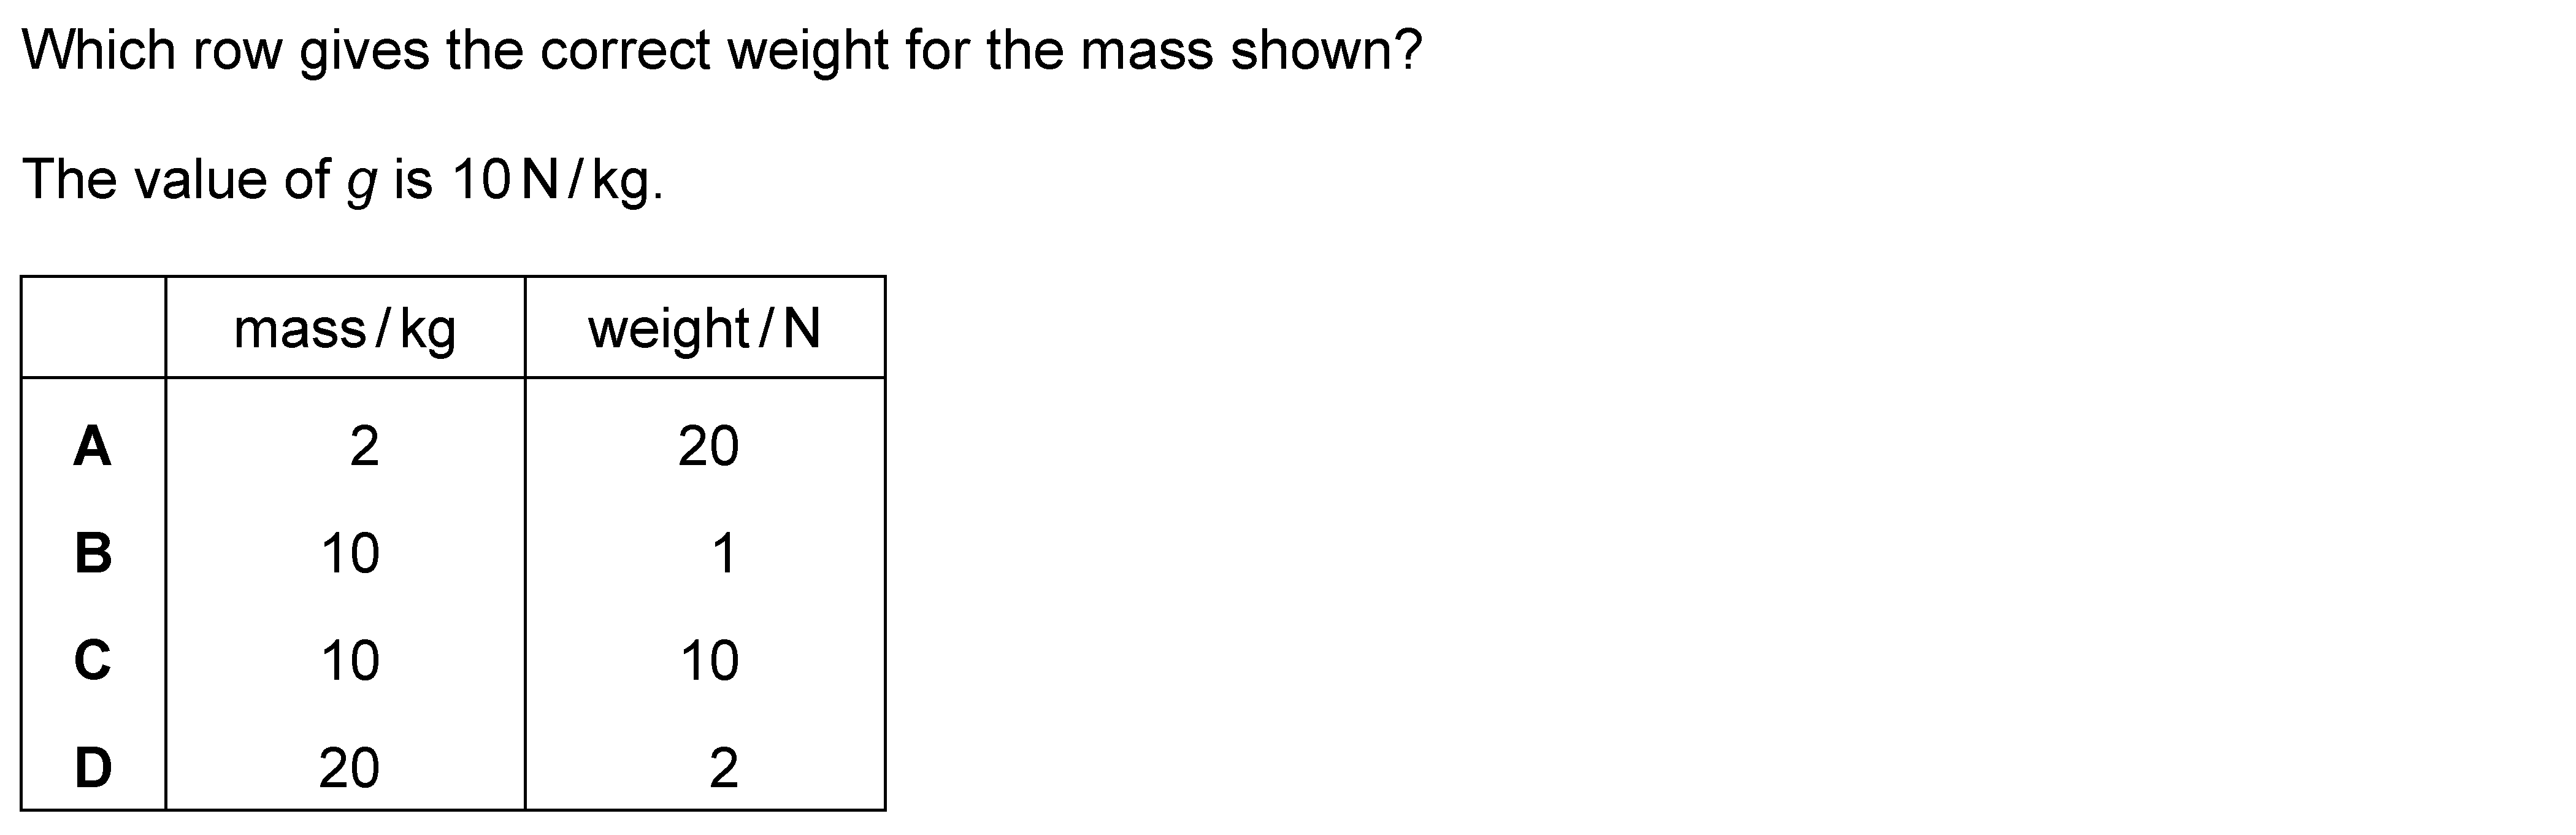 Which row gives the correct weight for the mass shown?
The value of g is 10 N / kg.
mass / kg weight / N
A 2 20
B 10 1
C 10 10
D 20 2